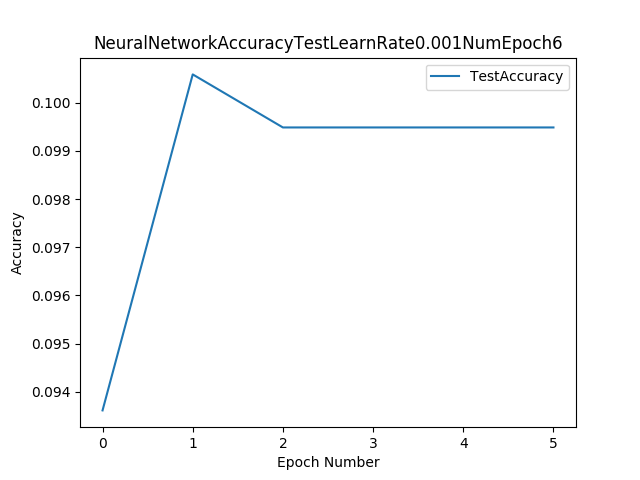 NeuralNetworkAccuracyTestLearnRate0.001NumEpoch6
TestAccuracy
0.100
0.099
0.098
0.097
0.096
0.095
0.094
Accuracy
0 1 2 3 4 5
Epoch Number